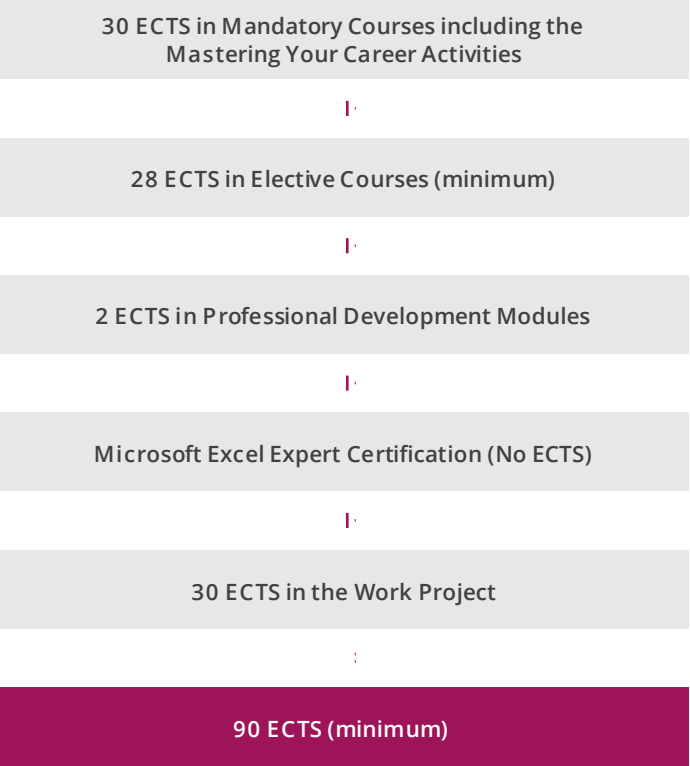 30 ECTS in Mandatory Courses including the
Mastering Your Career Activities
28 ECTS in Elective Courses (minimum)
2 ECTS in Professional Development Modules
Microsoft Excel Expert Certification (No ECTS)
30 ECTS in the Work Project
90 ECTS (minimum)